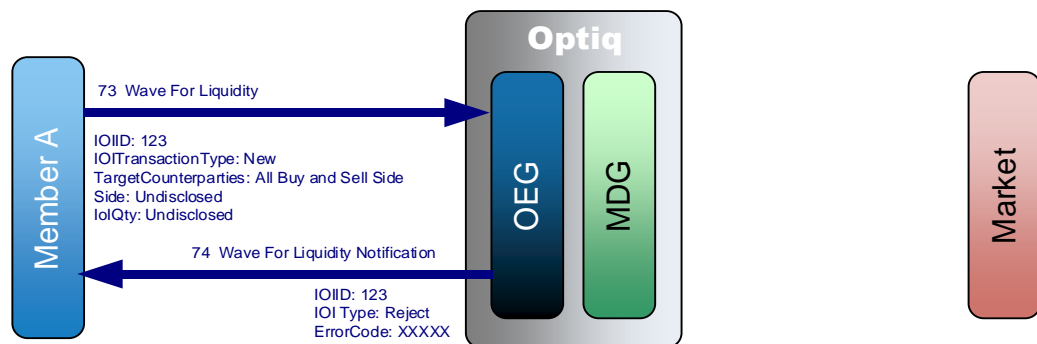 Optiq
Member A
73 Wave For Liquidity
IOIID: 123
IOITransactionType: New
TargetCounterparties: All Buy and Sell Side
Side: Undisclosed
IoIQty: Undisclosed
OEG
MDG
Market
74 Wave For Liquidity Notification
IOIID: 123
IOI Type: Reject
ErrorCode: XXXXX